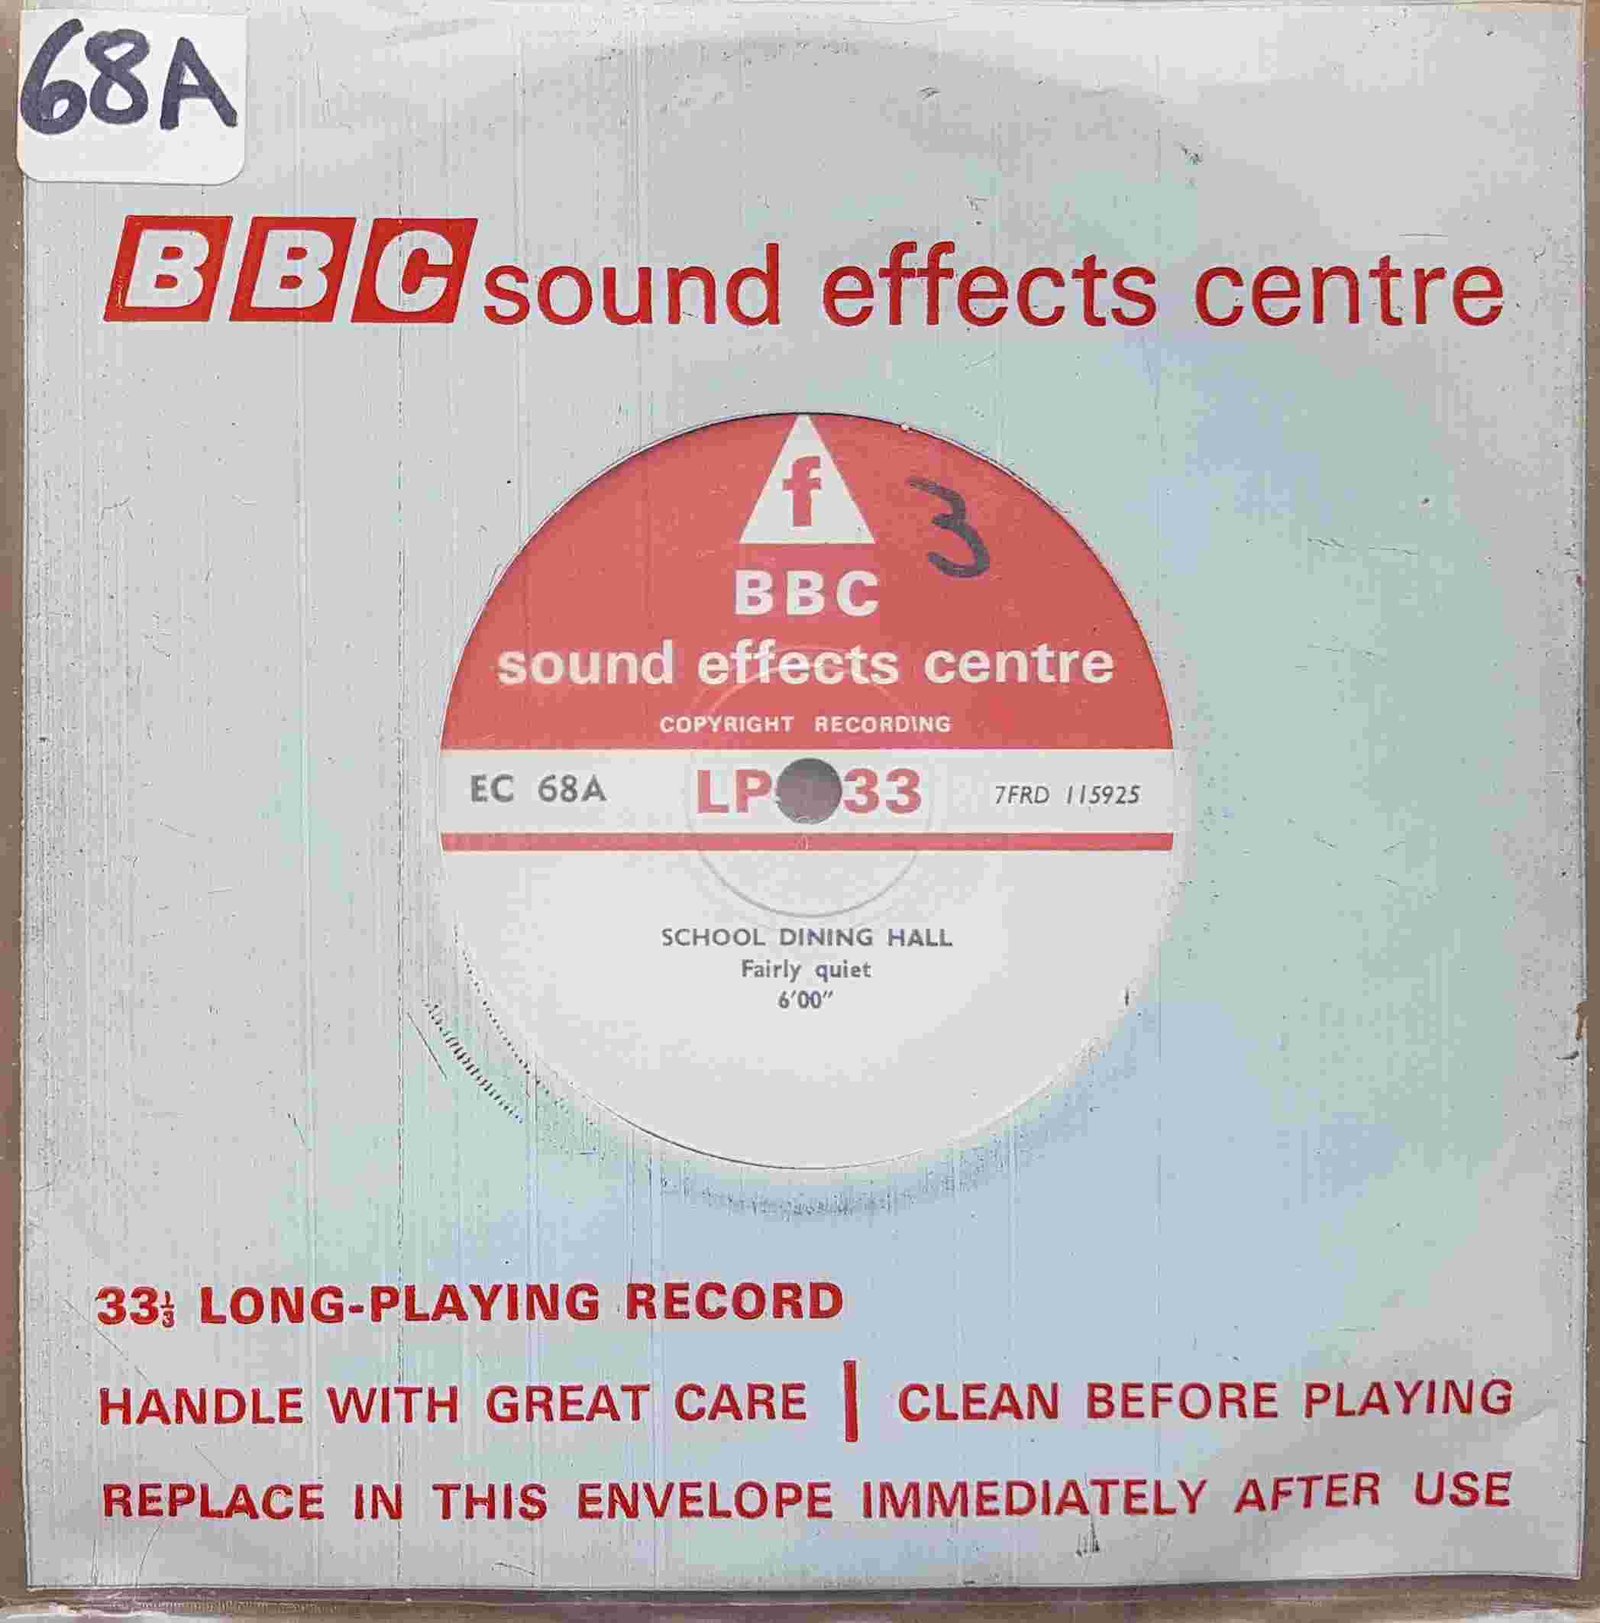 68A
BBC sound effects centre
f
3
BBC
sound effects centre
COPYRIGHT RECORDING
EC 68A LP 33 7FRD 115925
SCHOOL DINING HALL
Fairly quiet
6'00"
33⅓ LONG-PLAYING RECORD
HANDLE WITH GREAT CARE | CLEAN BEFORE PLAYING
REPLACE IN THIS ENVELOPE IMMEDIATELY AFTER USE